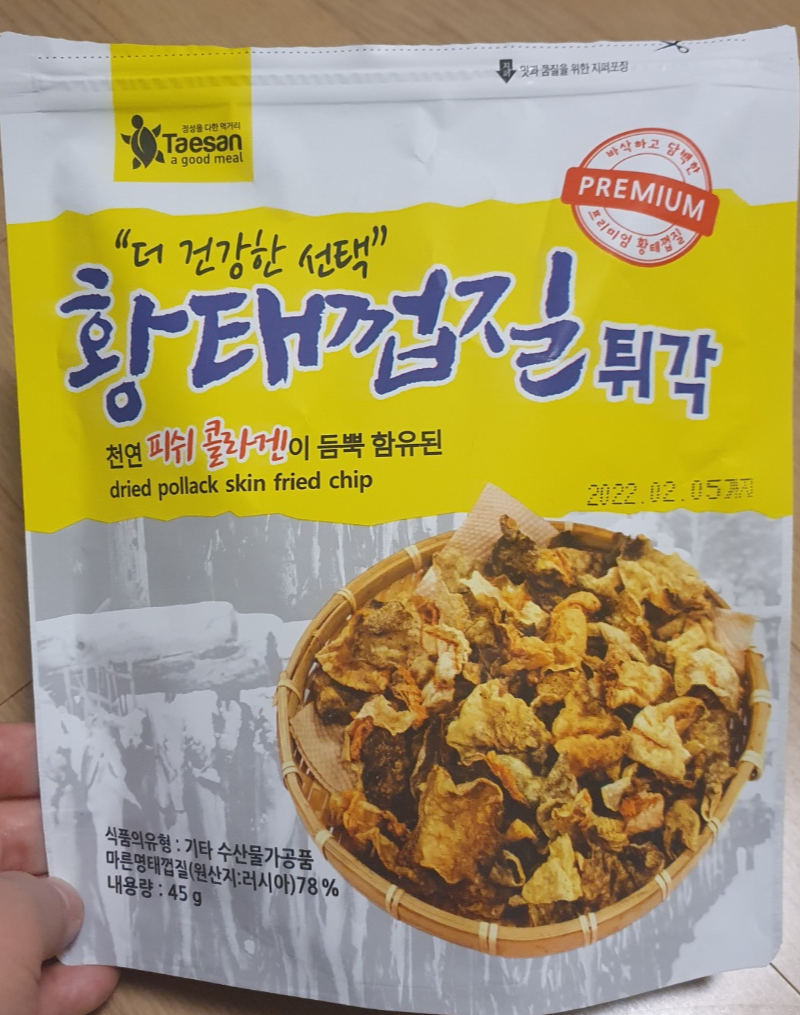 지퍼 맛과 품질을 위한 지퍼포장
정성을 다한 먹거리
Taesan
a good meal
바삭하고 담백한
PREMIUM
프리미엄 황태껍질
“더 건강한 선택”
황태껍질튀각
천연 피쉬 콜라겐이 듬뿍 함유된
dried pollack skin fried chip
2022.02.05까지
식품의유형 : 기타 수산물가공품
마른명태껍질(원산지:러시아)78%
내용량 : 45 g